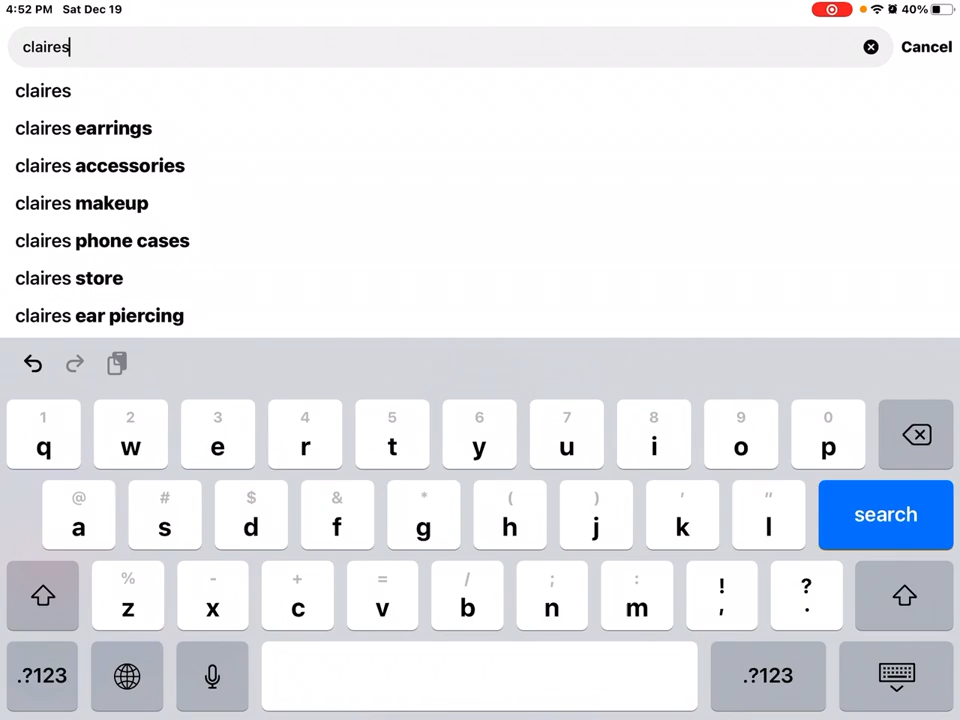 4:52 PM Sat Dec 19 40%
claires Cancel
claires
claires earrings
claires accessories
claires makeup
claires phone cases
claires store
claires ear piercing
1 2 3 4 5 6 7 8 9 0
q w e r t y u i o p
@ # $ & * ( ) ' "
a s d f g h j k l search
% - + = / ; : ! ?
z x c v b n m , .
.?123 .?123